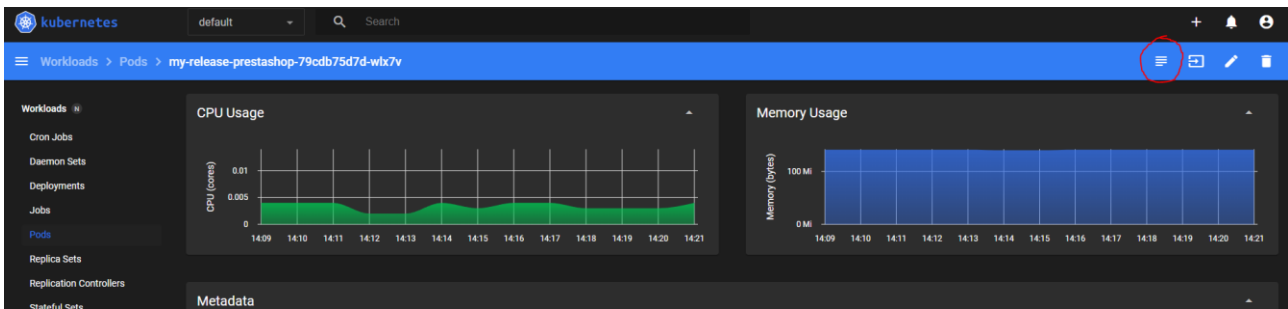 kubernetes default Search
Workloads > Pods > my-release-prestashop-79cdb75d7d-wlx7v
Workloads N
Cron Jobs
Daemon Sets
Deployments
Jobs
Pods
Replica Sets
Replication Controllers
Stateful Sets
CPU Usage
CPU (cores)
0.01
0.005
0
14:09 14:10 14:11 14:12 14:13 14:14 14:15 14:16 14:17 14:18 14:19 14:20 14:21
Memory Usage
Memory (bytes)
100 Mi
0 Mi
14:09 14:10 14:11 14:12 14:13 14:14 14:15 14:16 14:17 14:18 14:19 14:20 14:21
Metadata